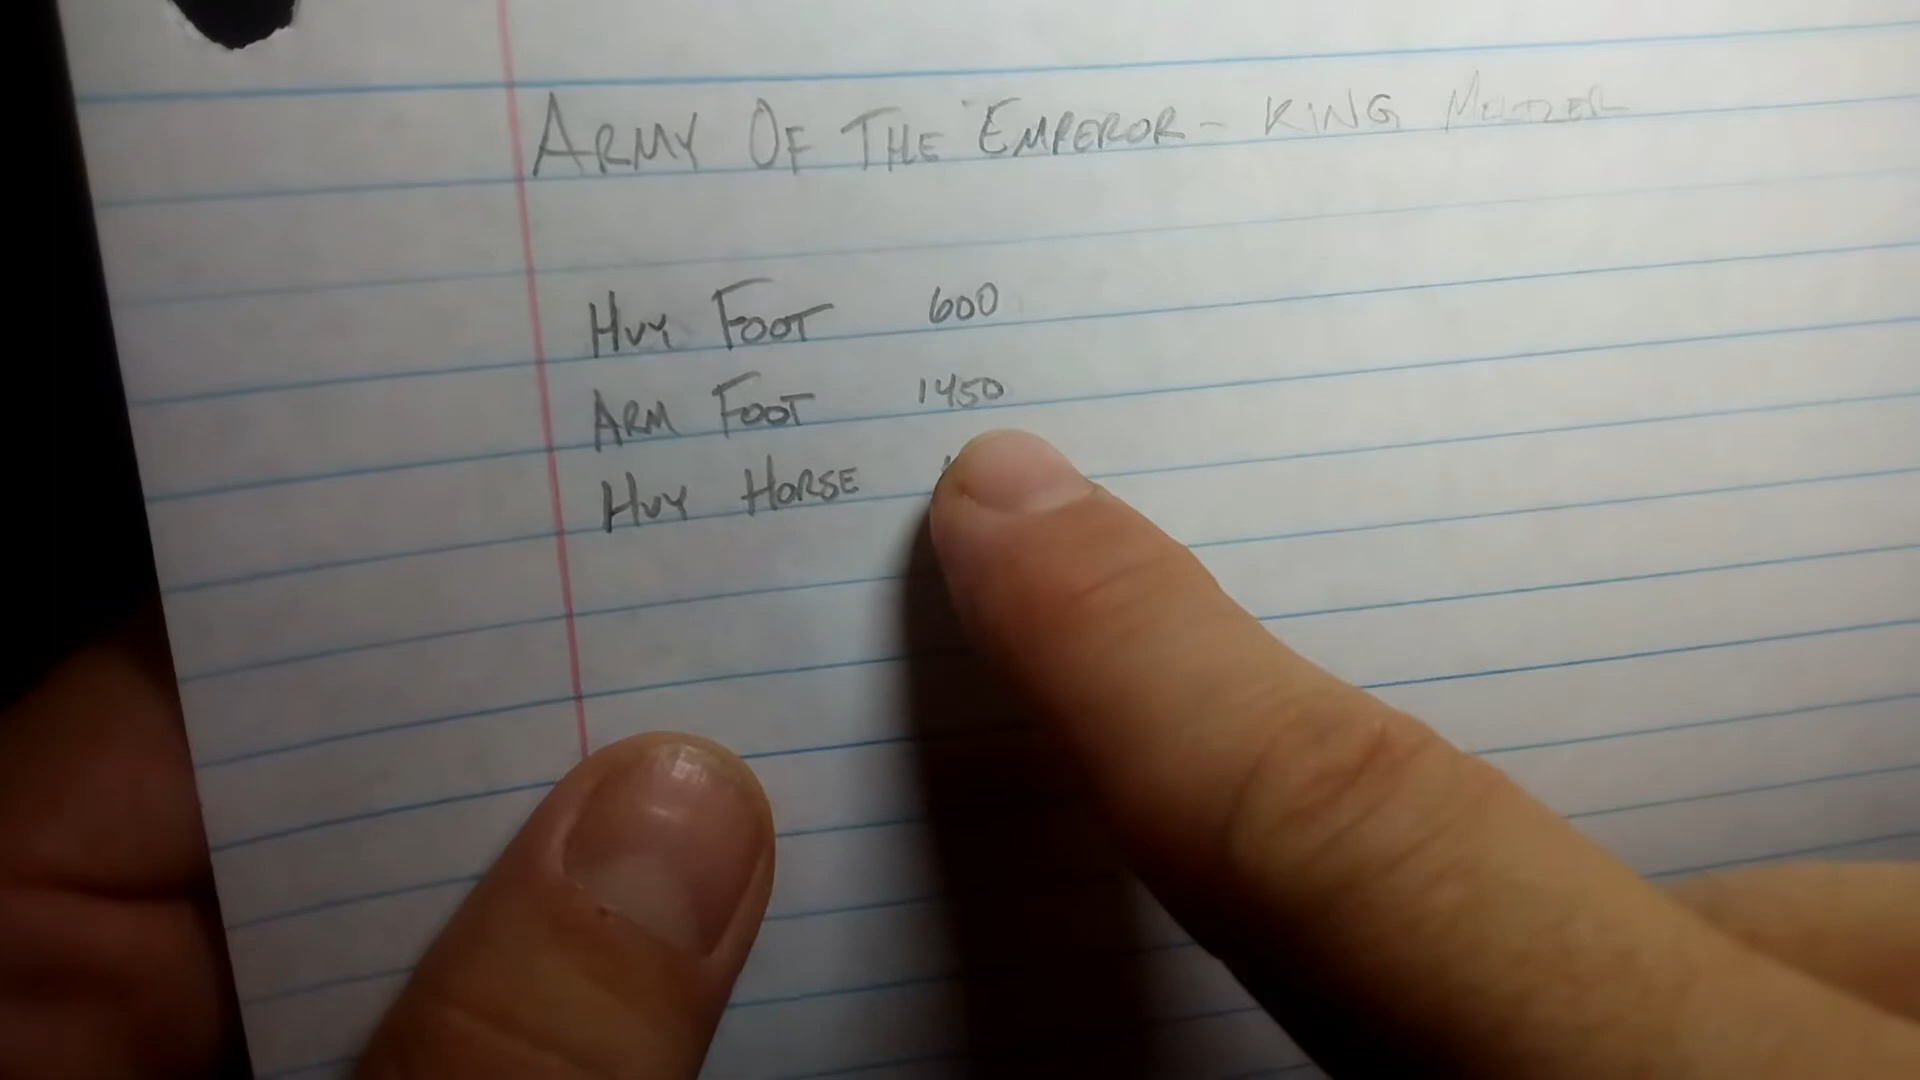 ARMY OF THE EMPEROR - KING
HVY FOOT 600
ARM FOOT 1450
HVY HORSE